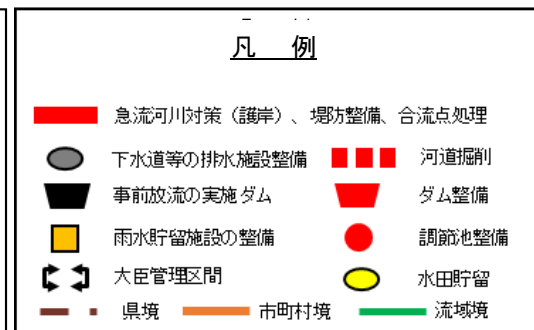 凡 例
急流河川対策（護岸）、堤防整備、合流点処理
下水道等の排水施設整備 河道掘削
事前放流の実施ダム ダム整備
雨水貯留施設の整備 調節池整備
大臣管理区間 水田貯留
県境 市町村境 流域境